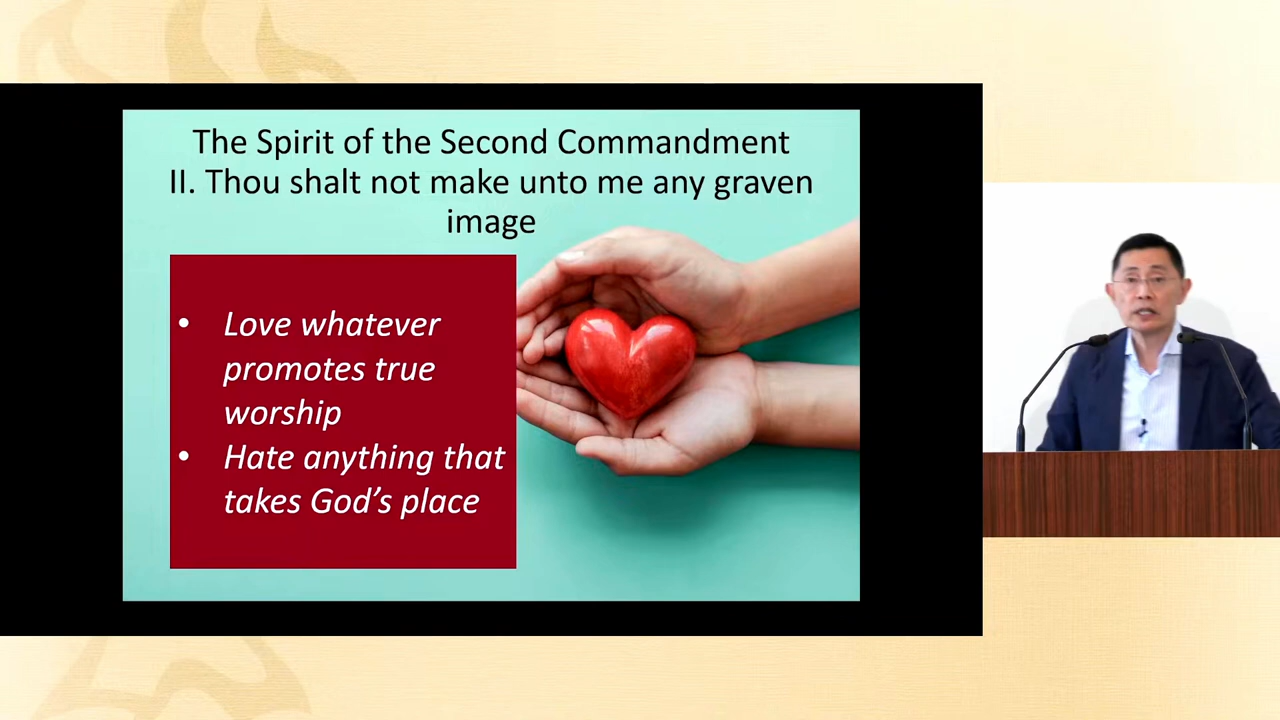 The Spirit of the Second Commandment
II. Thou shalt not make unto me any graven
image
• Love whatever
promotes true
worship
• Hate anything that
takes God’s place